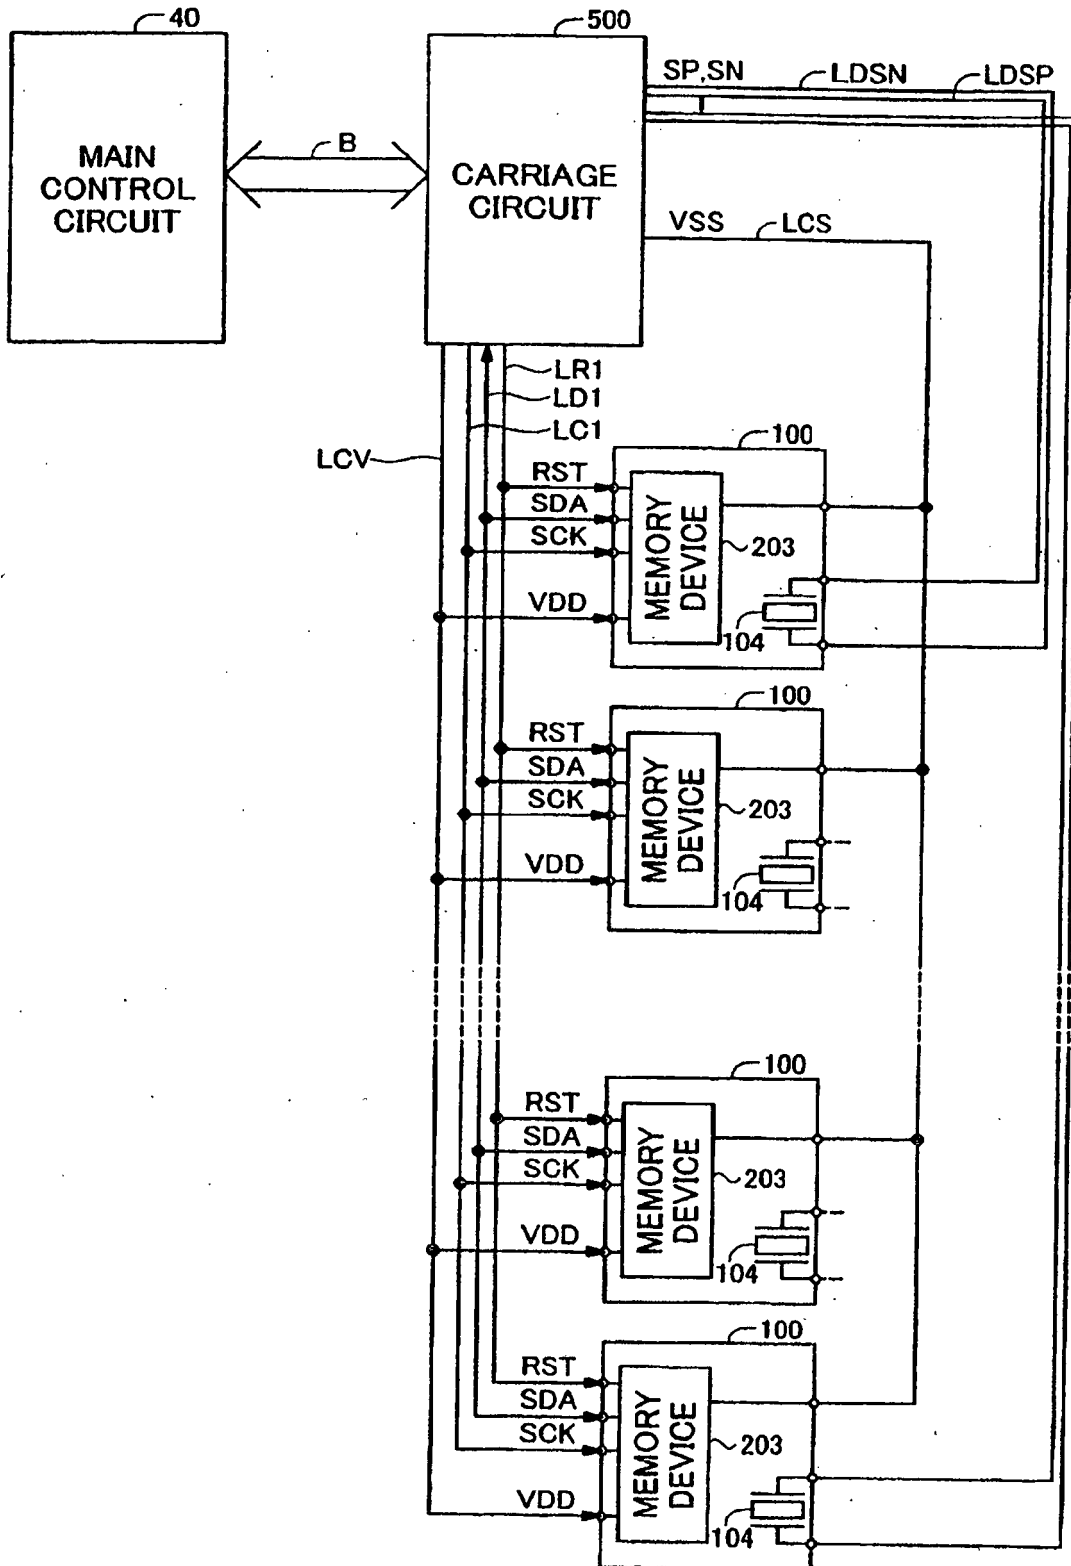 40
500
SP,SN
LDSN
LDSP
MAIN
CONTROL
CIRCUIT
B
CARRIAGE
CIRCUIT
VSS
LCS
LR1
LD1
LC1
LCV
100
RST
SDA
SCK
VDD
MEMORY
DEVICE
203
104
100
RST
SDA
SCK
VDD
MEMORY
DEVICE
203
104
100
RST
SDA
SCK
VDD
MEMORY
DEVICE
203
104
100
RST
SDA
SCK
VDD
MEMORY
DEVICE
203
104